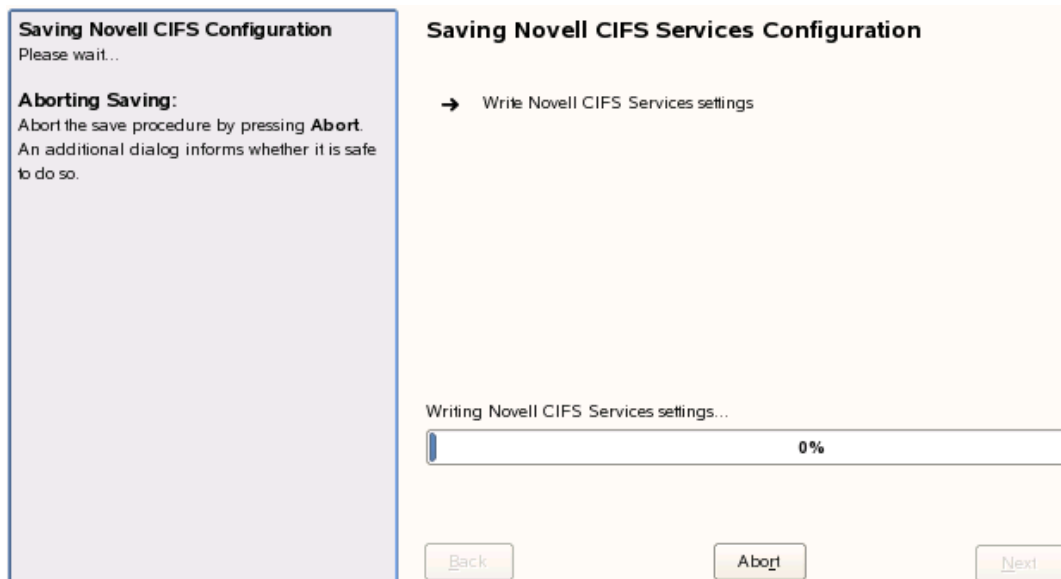 Saving Novell CIFS Configuration
Please wait...
Aborting Saving:
Abort the save procedure by pressing Abort.
An additional dialog informs whether it is safe
to do so.
Saving Novell CIFS Services Configuration
➔ Write Novell CIFS Services settings
Writing Novell CIFS Services settings...
0%
Back
Abort
Next